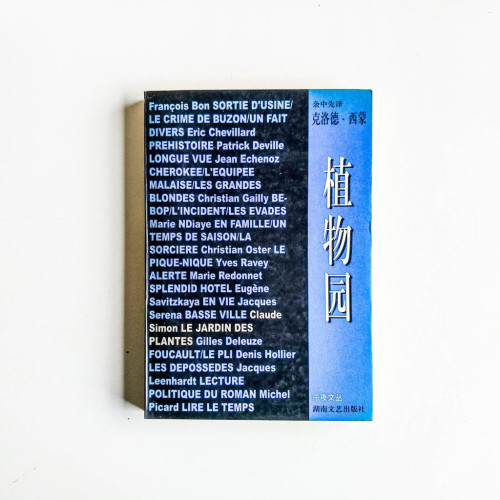 François Bon SORTIE D'USINE/
LE CRIME DE BUZON/UN FAIT
DIVERS Eric Chevillard
PREHISTOIRE Patrick Deville
LONGUE VUE Jean Echenoz
CHEROKEE/L'EQUIPEE
MALAISE/LES GRANDES
BLONDES Christian Gailly BE-
BOP/L'INCIDENT/LES EVADES
Marie NDiaye EN FAMILLE/UN
TEMPS DE SAISON/LA
SORCIERE Christian Oster LE
PIQUE-NIQUE Yves Ravey
ALERTE Marie Redonnet
SPLENDID HOTEL Eugène
Savitzkaya EN VIE Jacques
Serena BASSE VILLE Claude
Simon LE JARDIN DES
PLANTES Gilles Deleuze
FOUCAULT/LE PLI Denis Hollier
LES DEPOSSEDES Jacques
Leenhardt LECTURE
POLITIQUE DU ROMAN Michel
Picard LIRE LE TEMPS
余中先译
克洛德·西蒙
植物园
午夜文丛
湖南文艺出版社